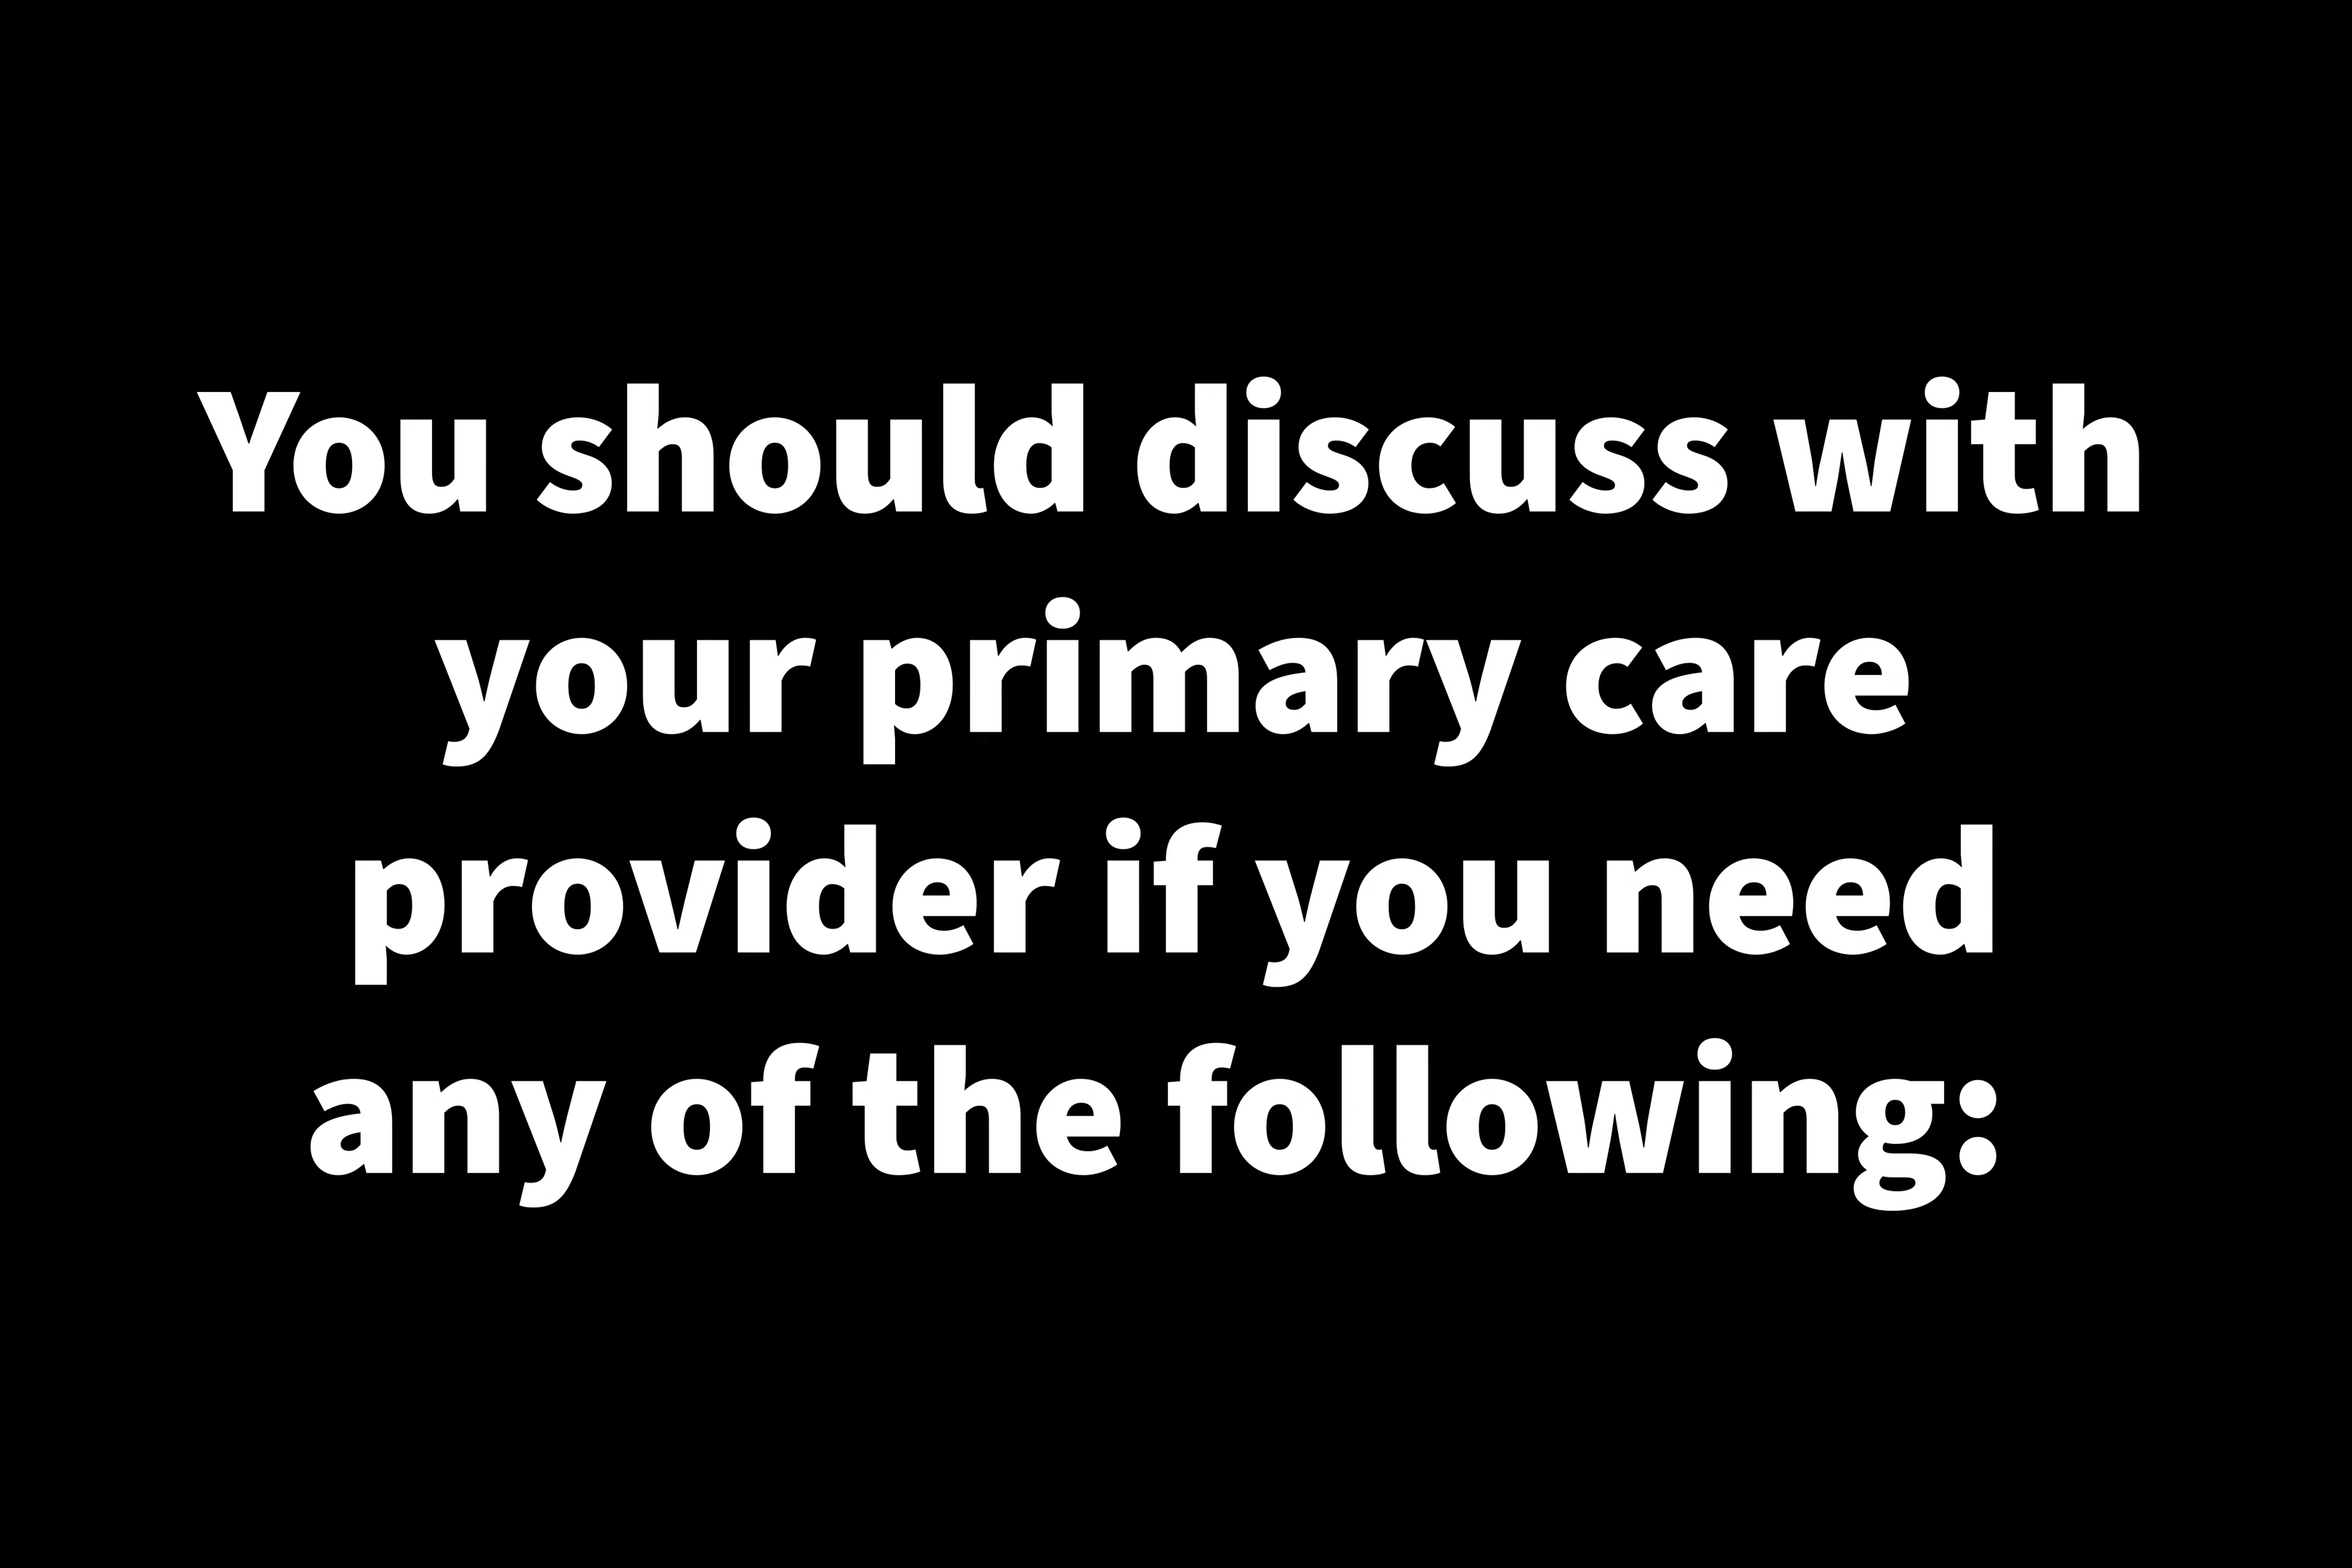 You should discuss with
your primary care
provider if you need
any of the following: